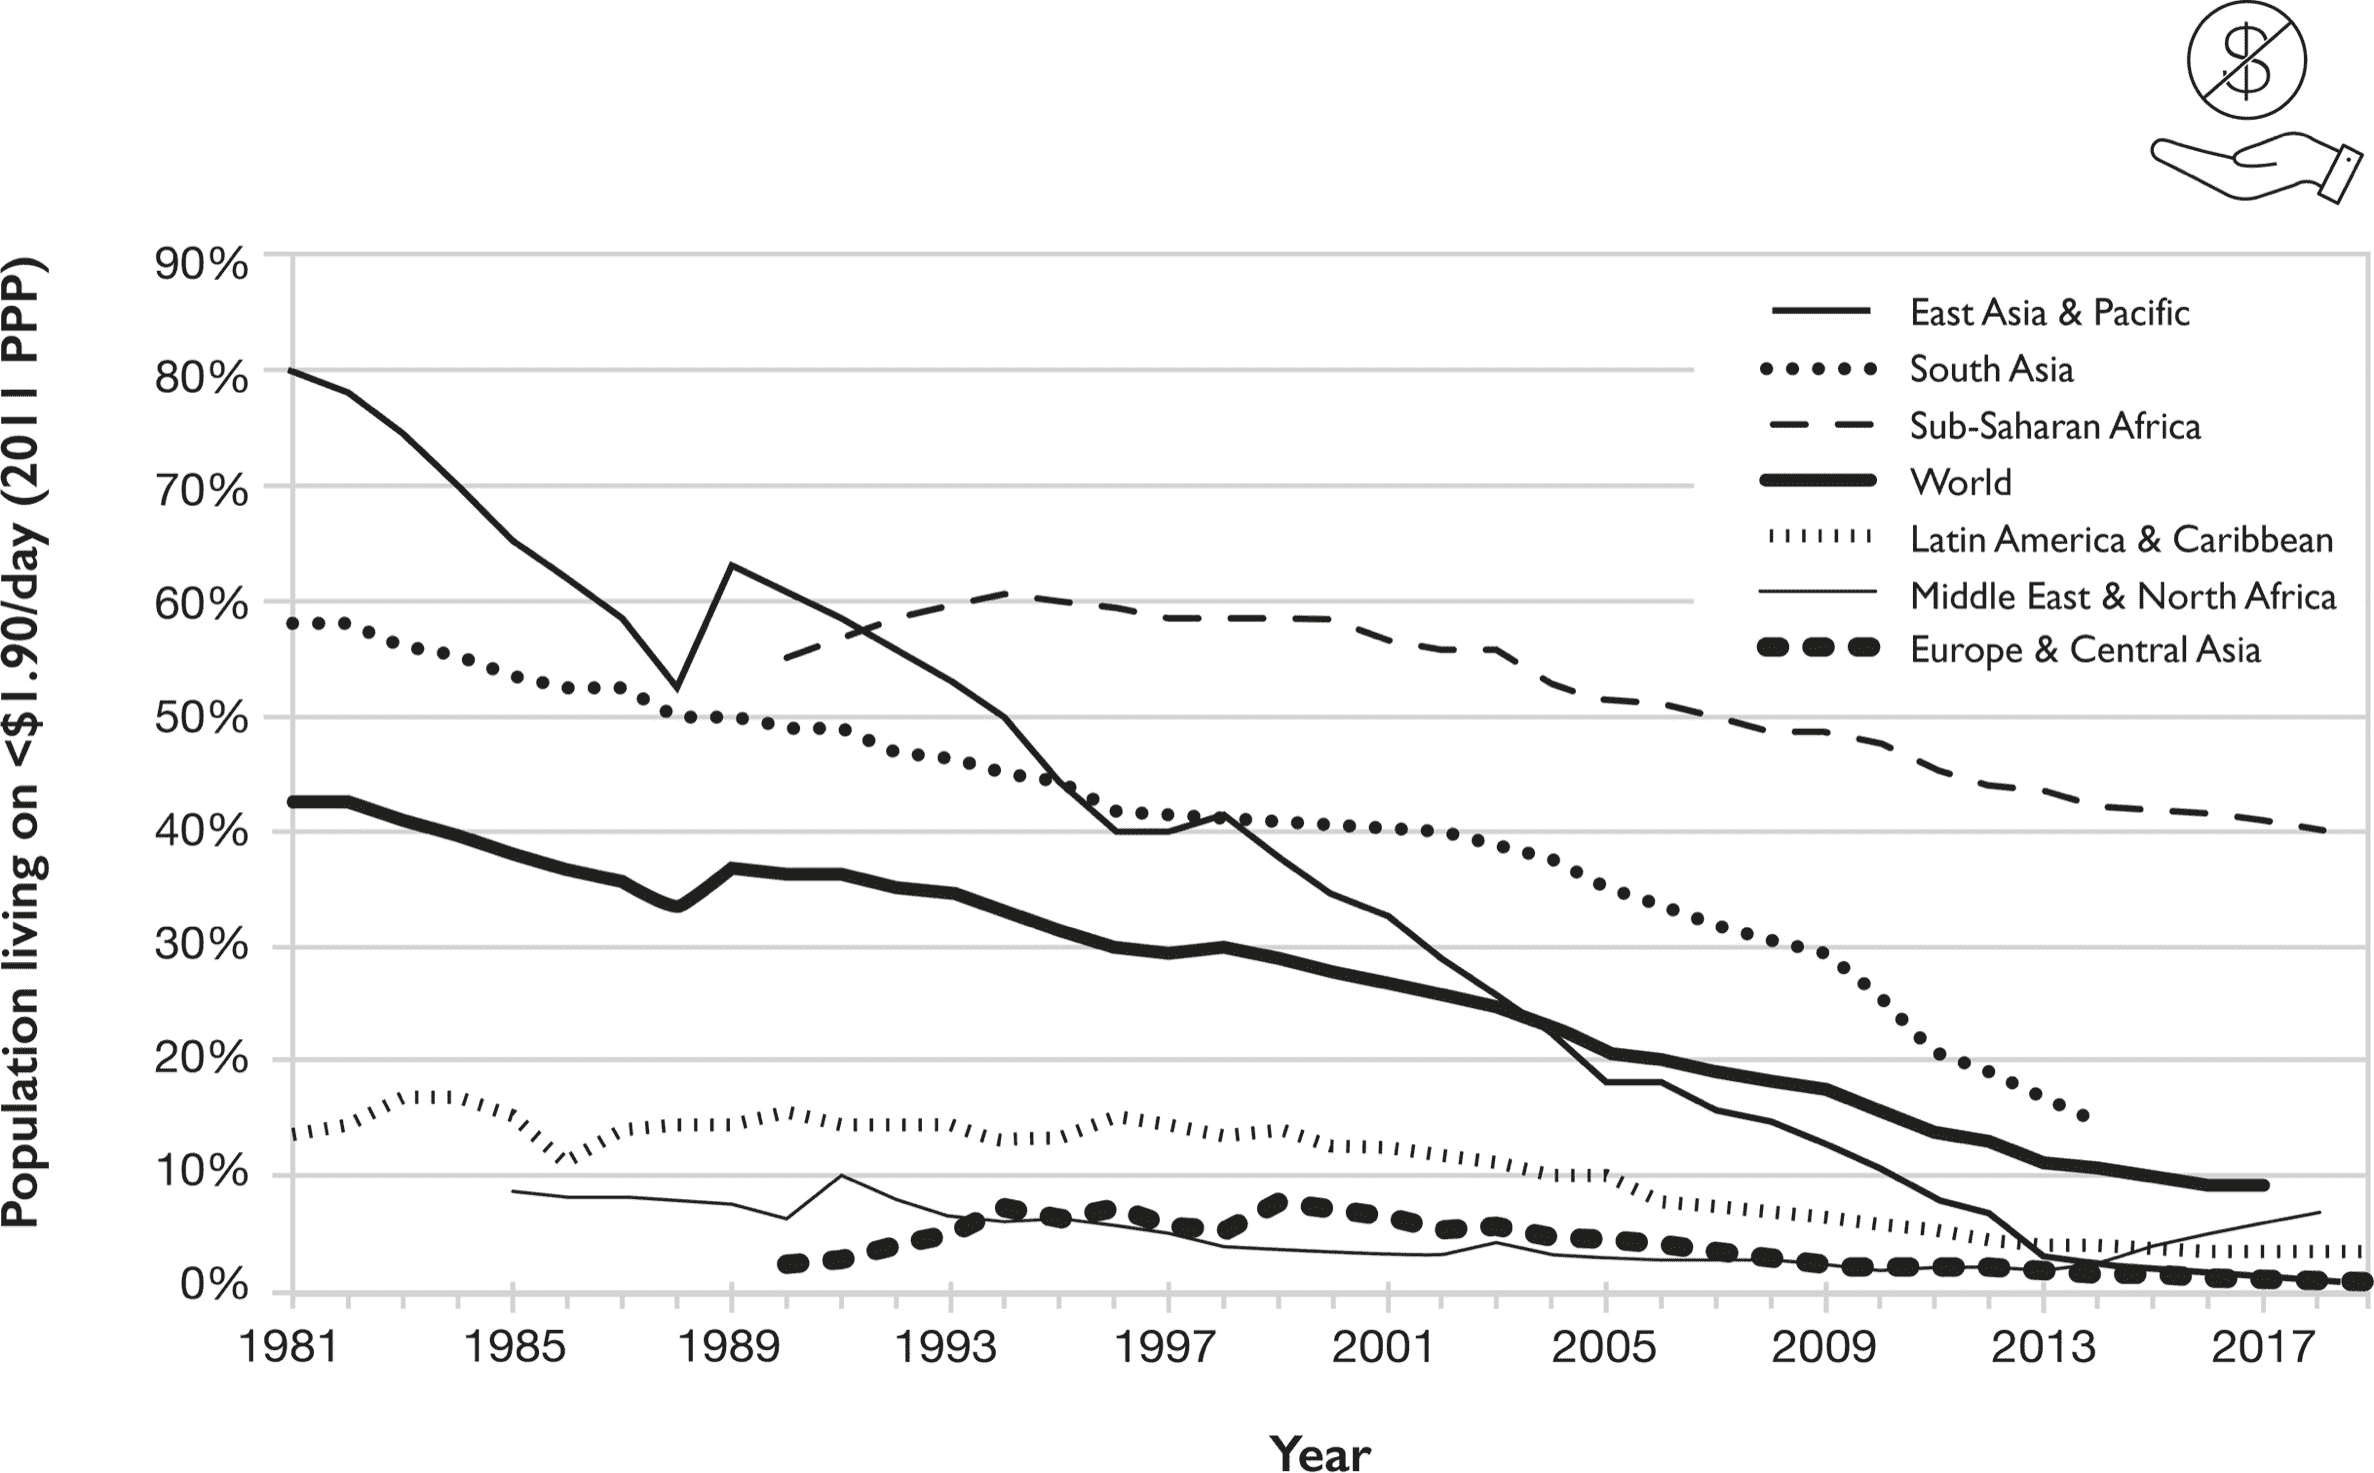 $
Population living on <$1.90/day (2011 PPP)
90%
80%
70%
60%
50%
40%
30%
20%
10%
0%
East Asia & Pacific
South Asia
Sub-Saharan Africa
World
Latin America & Caribbean
Middle East & North Africa
Europe & Central Asia
1981 1985 1989 1993 1997 2001 2005 2009 2013 2017
Year